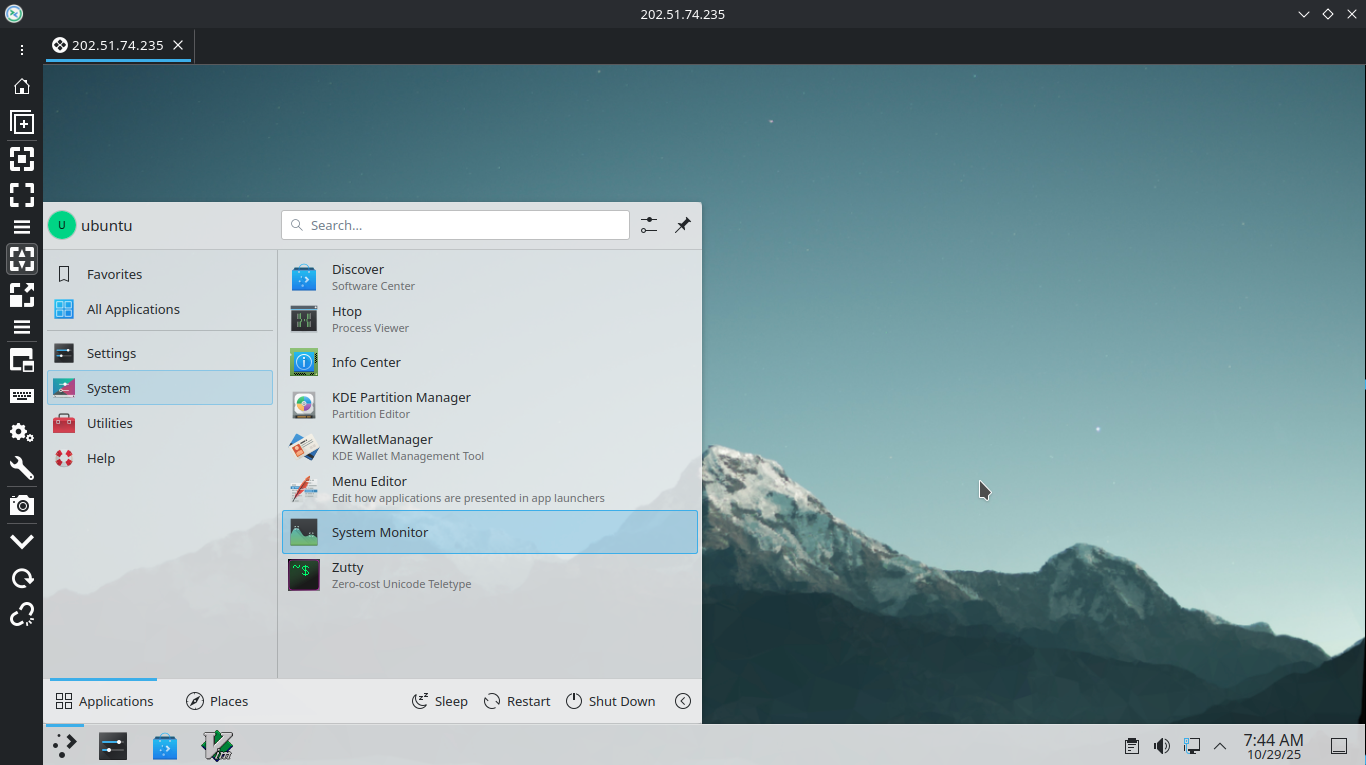 202.51.74.235
202.51.74.235
U ubuntu
Search...
Favorites
All Applications
Settings
System
Utilities
Help
Discover
Software Center
Htop
Process Viewer
Info Center
KDE Partition Manager
Partition Editor
KWalletManager
KDE Wallet Management Tool
Menu Editor
Edit how applications are presented in app launchers
System Monitor
~$
Zutty
Zero-cost Unicode Teletype
Applications
Places
Sleep
Restart
Shut Down
Vim
7:44 AM
10/29/25